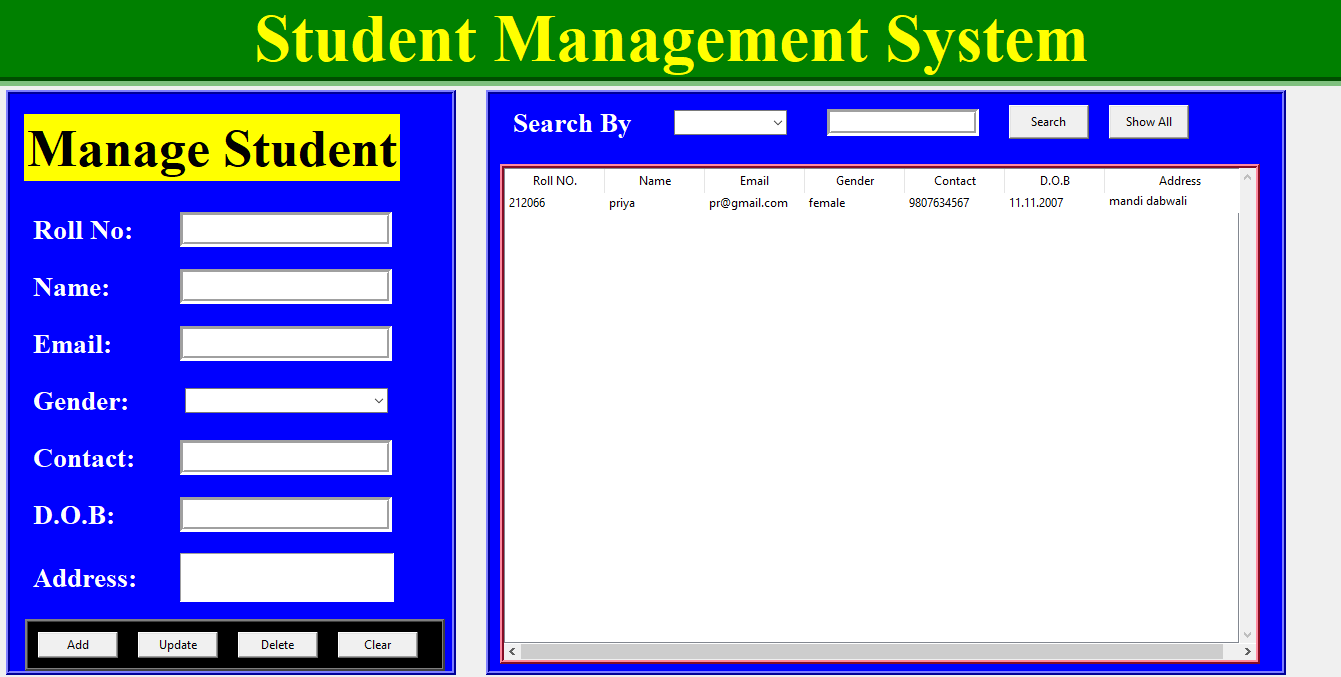 Student Management System
Manage Student
Roll No:
Name:
Email:
Gender:
Contact:
D.O.B:
Address:
Add Update Delete Clear
Search By Search Show All
Roll NO. Name Email Gender Contact D.O.B Address
212066 priya pr@gmail.com female 9807634567 11.11.2007 mandi dabwali